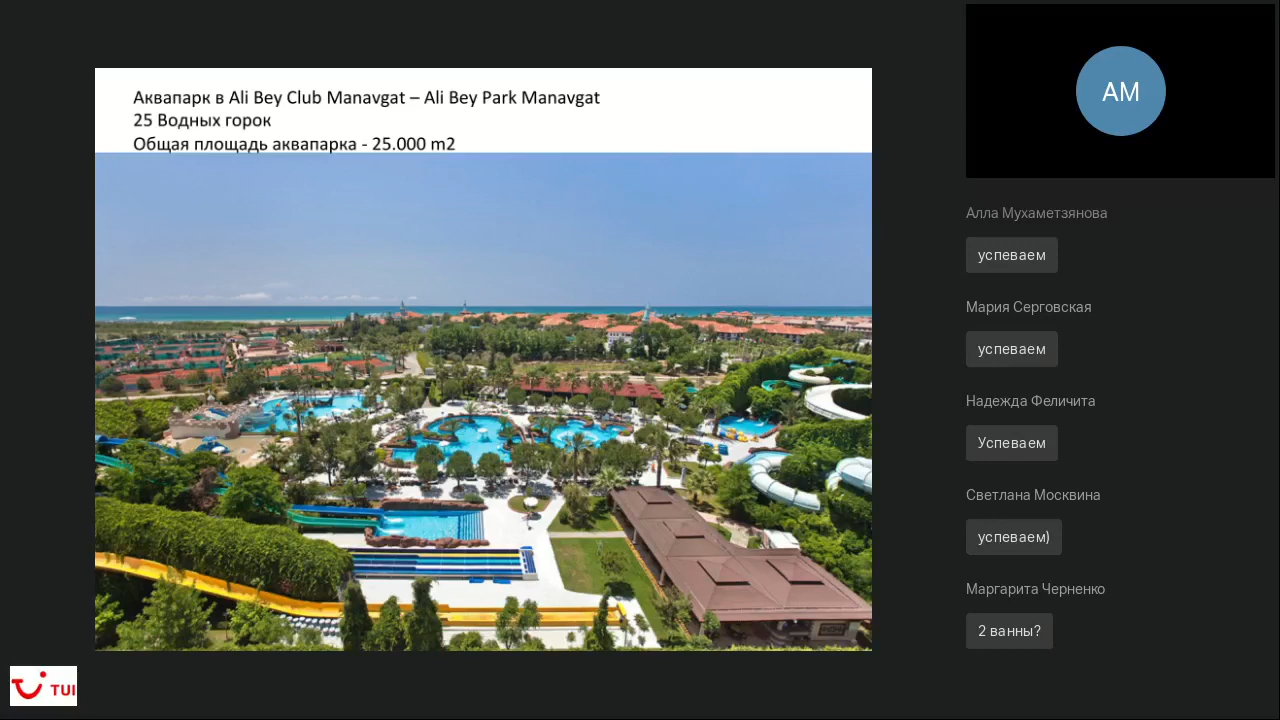 Аквапарк в Ali Bey Club Manavgat – Ali Bey Park Manavgat
25 Водных горок
Общая площадь аквапарка - 25.000 m2
AM
Алла Мухаметзянова
успеваем
Мария Серговская
успеваем
Надежда Феличита
Успеваем
Светлана Москвина
успеваем)
Маргарита Черненко
2 ванны?
TUI